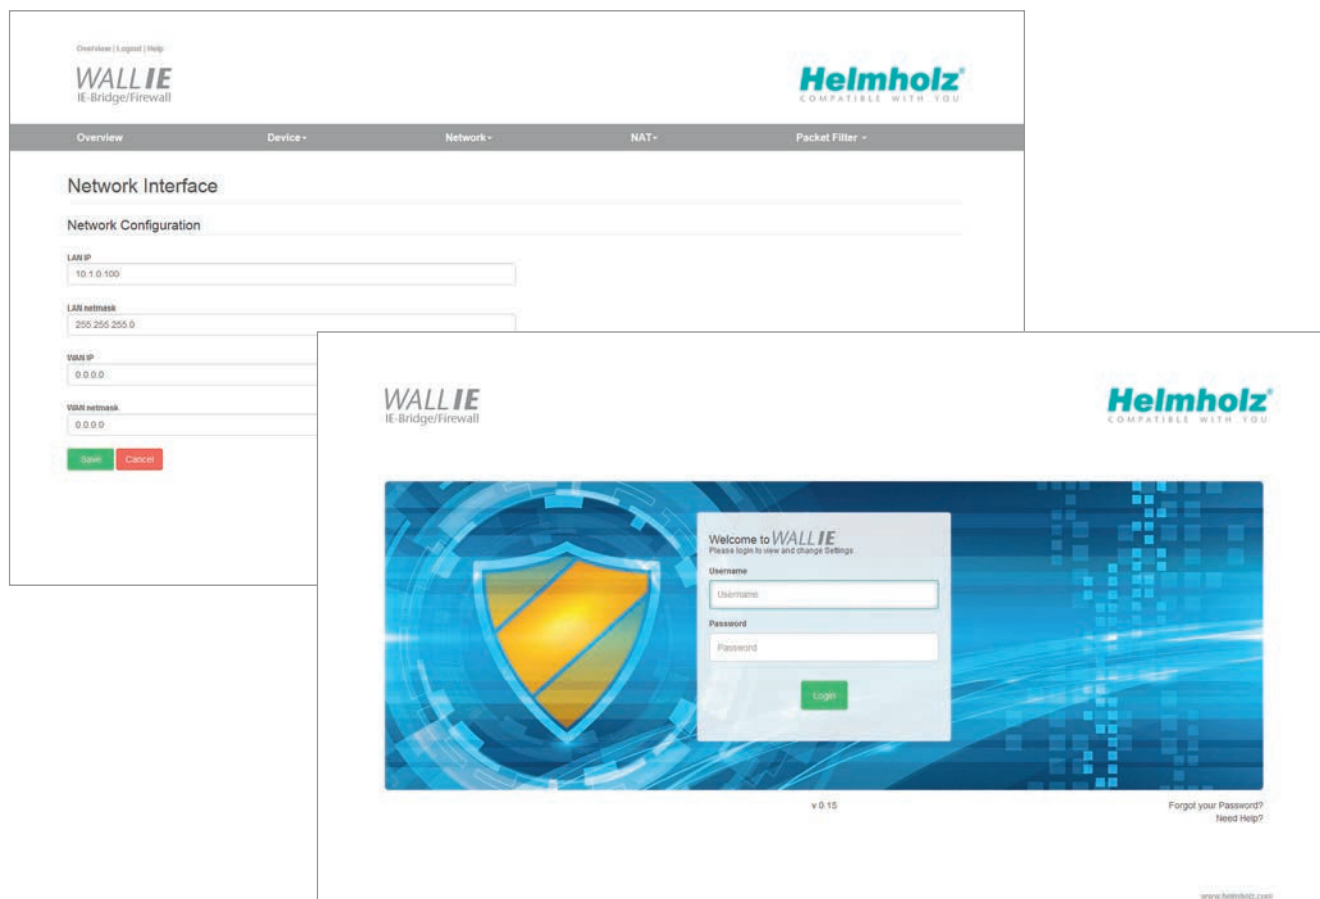 Overview | Logout | Help
WALL IE
IE-Bridge/Firewall
Helmholz®
COMPATIBLE WITH YOU
Overview Device Network NAT Packet Filter
Network Interface
Network Configuration
LAN IP
10.1.0.100
LAN netmask
255.255.255.0
WAN IP
0.0.0.0
WAN netmask
0.0.0.0
Save Cancel
WALL IE
IE-Bridge/Firewall
Helmholz®
COMPATIBLE WITH YOU
Welcome to WALL IE
Please login to view and change Settings
Username
Username
Password
Password
Login
v 0.15
Forgot your Password?
Need Help?
www.helmholz.com